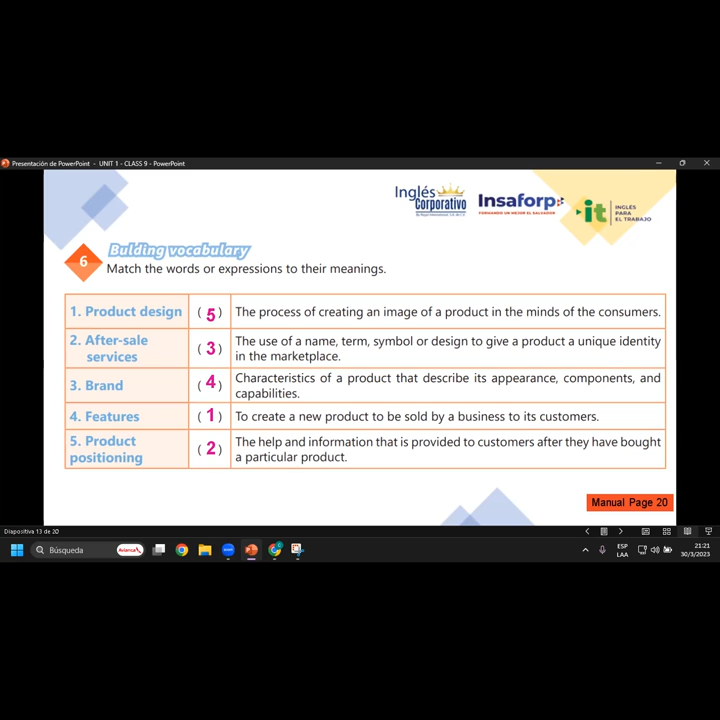 Presentación de PowerPoint - UNIT 1 - CLASS 9 - PowerPoint
Inglés
Corporativo
Insaforp
FORMANDO UN MEJOR EL SALVADOR
it
INGLÉS
PARA
EL TRABAJO
6
Bulding vocabulary
Match the words or expressions to their meanings.
1. Product design ( 5 ) The process of creating an image of a product in the minds of the consumers.
2. After-sale
services
( 3 )
The use of a name, term, symbol or design to give a product a unique identity
in the marketplace.
3. Brand
( 4 )
Characteristics of a product that describe its appearance, components, and
capabilities.
4. Features ( 1 ) To create a new product to be sold by a business to its customers.
5. Product
positioning
( 2 )
The help and information that is provided to customers after they have bought
a particular product.
Manual Page 20
Diapositiva 13 de 20
Búsqueda
ESP
LAA
21:21
30/3/2023